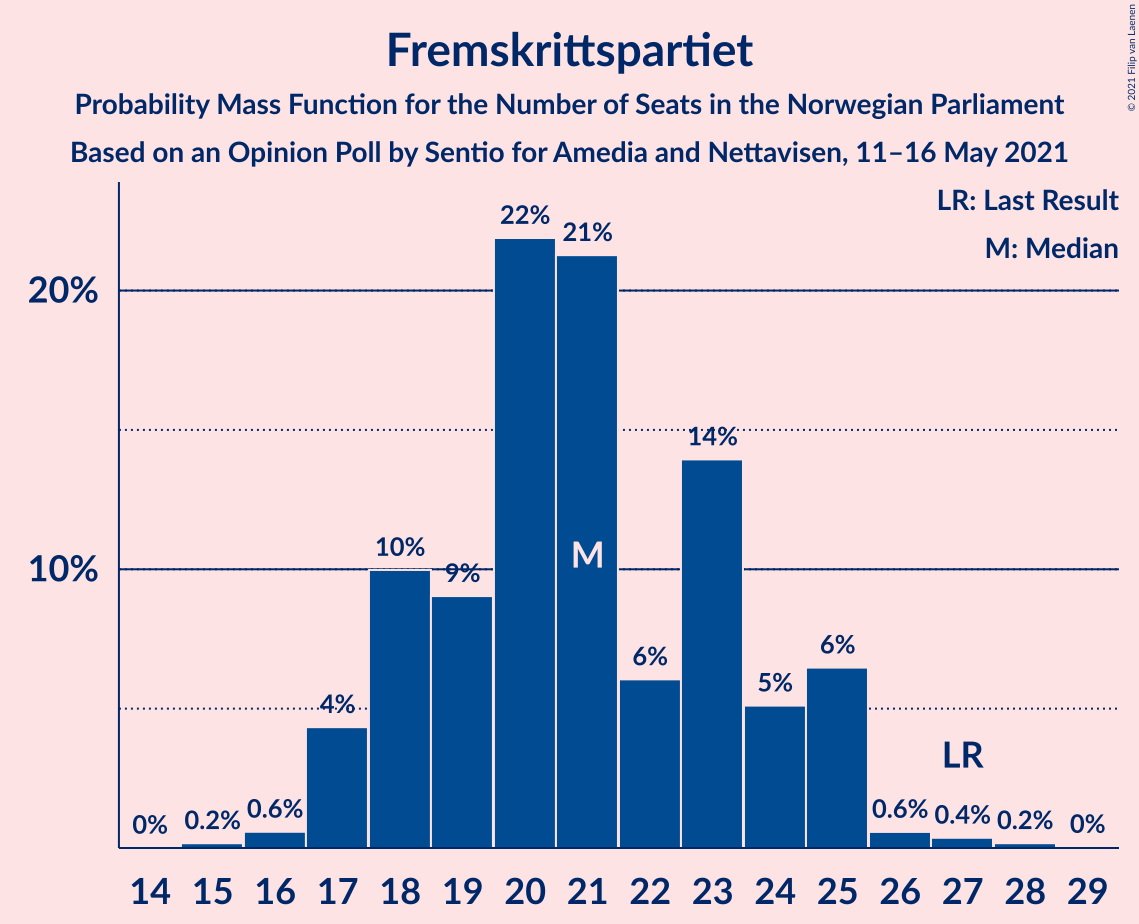 Fremskrittspartiet
Probability Mass Function for the Number of Seats in the Norwegian Parliament
Based on an Opinion Poll by Sentio for Amedia and Nettavisen, 11–16 May 2021
© 2021 Filip van Laenen
LR: Last Result
M: Median
22%
21%
20%
14%
10%
10%
9%
M
6%
6%
5%
4%
LR
0%
0.2%
0.6%
0.6%
0.4%
0.2%
0%
14 15 16 17 18 19 20 21 22 23 24 25 26 27 28 29